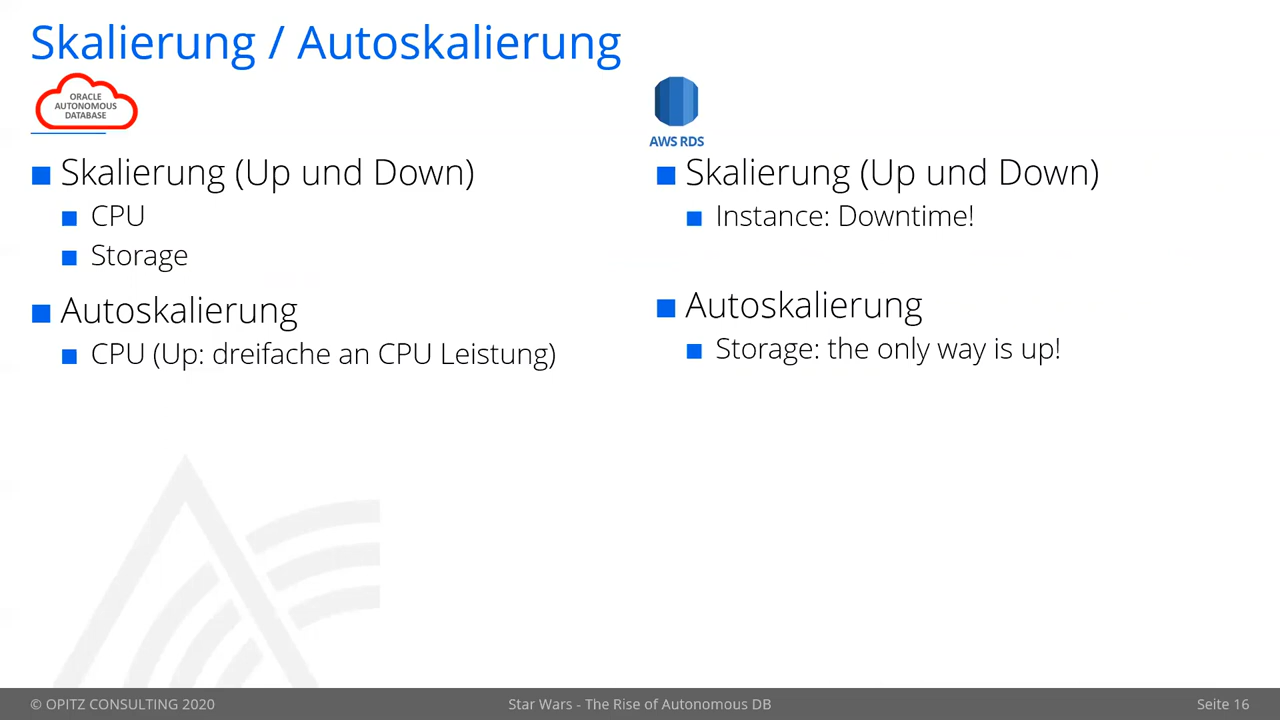 Skalierung / Autoskalierung
ORACLE
AUTONOMOUS
DATABASE
Skalierung (Up und Down)
CPU
Storage
Autoskalierung
CPU (Up: dreifache an CPU Leistung)
AWS RDS
Skalierung (Up und Down)
Instance: Downtime!
Autoskalierung
Storage: the only way is up!
© OPITZ CONSULTING 2020
Star Wars - The Rise of Autonomous DB
Seite 16